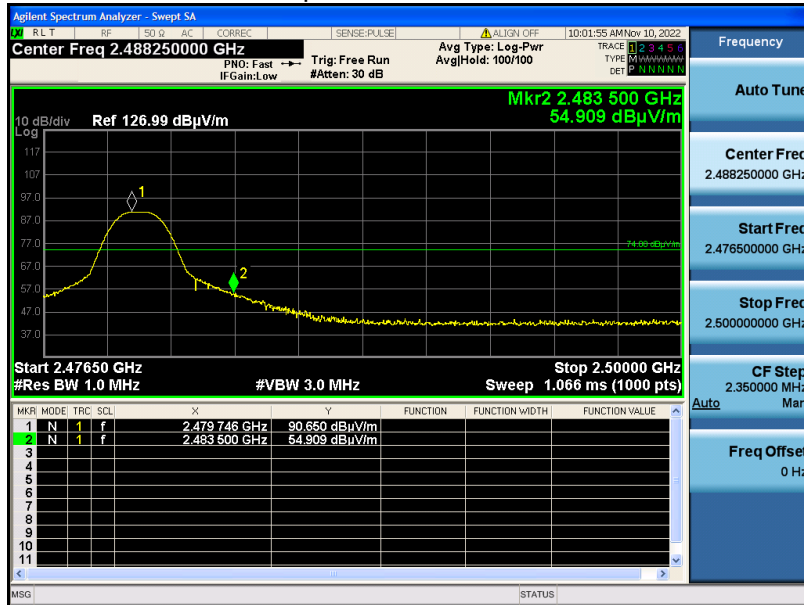 Agilent Spectrum Analyzer - Swept SA
LXI RLT RF 50 Ω AC CORREC SENSE:PULSE ALIGN OFF 10:01:55 AM Nov 10, 2022
Center Freq 2.488250000 GHz
PNO: Fast
IFGain:Low
Trig: Free Run
#Atten: 30 dB
Avg Type: Log-Pwr
Avg|Hold: 100/100
TRACE 1 2 3 4 5 6
TYPE M
DET P N N N N N
Mkr2 2.483 500 GHz
54.909 dBµV/m
10 dB/div Ref 126.99 dBµV/m
Log
117
107
97.0
87.0
77.0
67.0
57.0
47.0
37.0
1
2
74.00 dBµV/m
Start 2.47650 GHz Stop 2.50000 GHz
#Res BW 1.0 MHz #VBW 3.0 MHz Sweep 1.066 ms (1000 pts)
MKR MODE TRC SCL X Y FUNCTION FUNCTION WIDTH FUNCTION VALUE
1 N 1 f 2.479 746 GHz 90.650 dBµV/m
2 N 1 f 2.483 500 GHz 54.909 dBµV/m
3
4
5
6
7
8
9
10
11
MSG STATUS
Frequency
Auto Tune
Center Freq
2.488250000 GHz
Start Freq
2.476500000 GHz
Stop Freq
2.500000000 GHz
CF Step
2.350000 MHz
Auto Man
Freq Offset
0 Hz